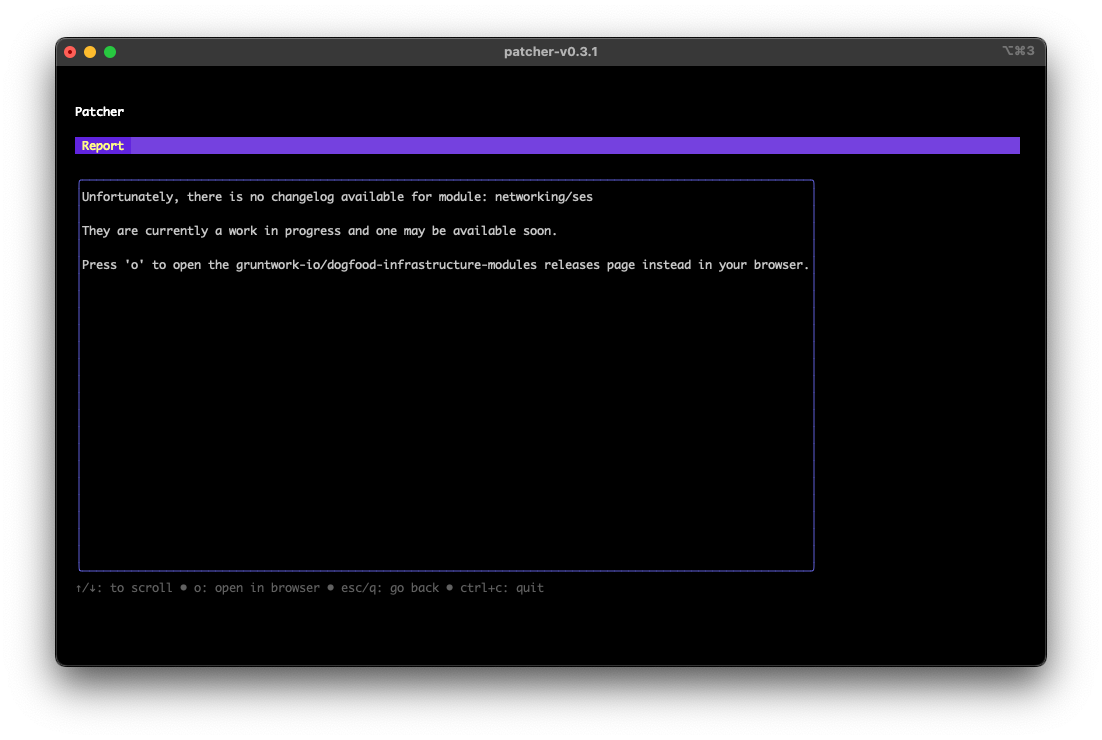 patcher-v0.3.1
⌥⌘3
Patcher
Report
Unfortunately, there is no changelog available for module: networking/ses
They are currently a work in progress and one may be available soon.
Press 'o' to open the gruntwork-io/dogfood-infrastructure-modules releases page instead in your browser.
↑/↓: to scroll • o: open in browser • esc/q: go back • ctrl+c: quit